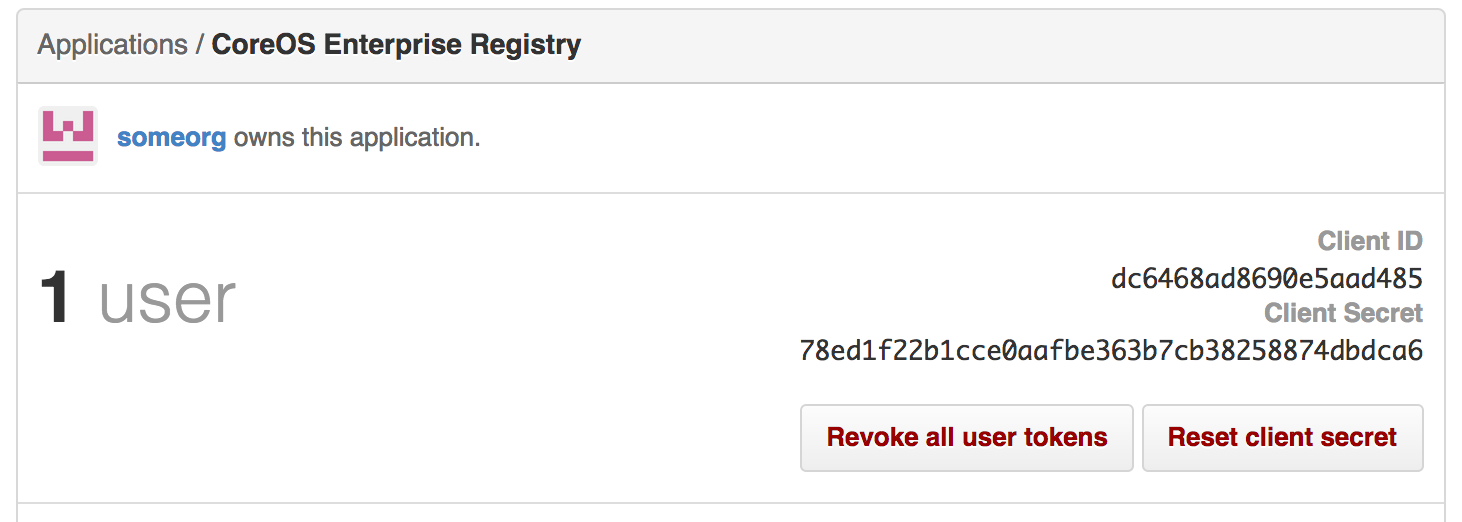 Applications / CoreOS Enterprise Registry
someorg owns this application.
1 user
Client ID
dc6468ad8690e5aad485
Client Secret
78ed1f22b1cce0aafbe363b7cb38258874dbdca6
Revoke all user tokens
Reset client secret